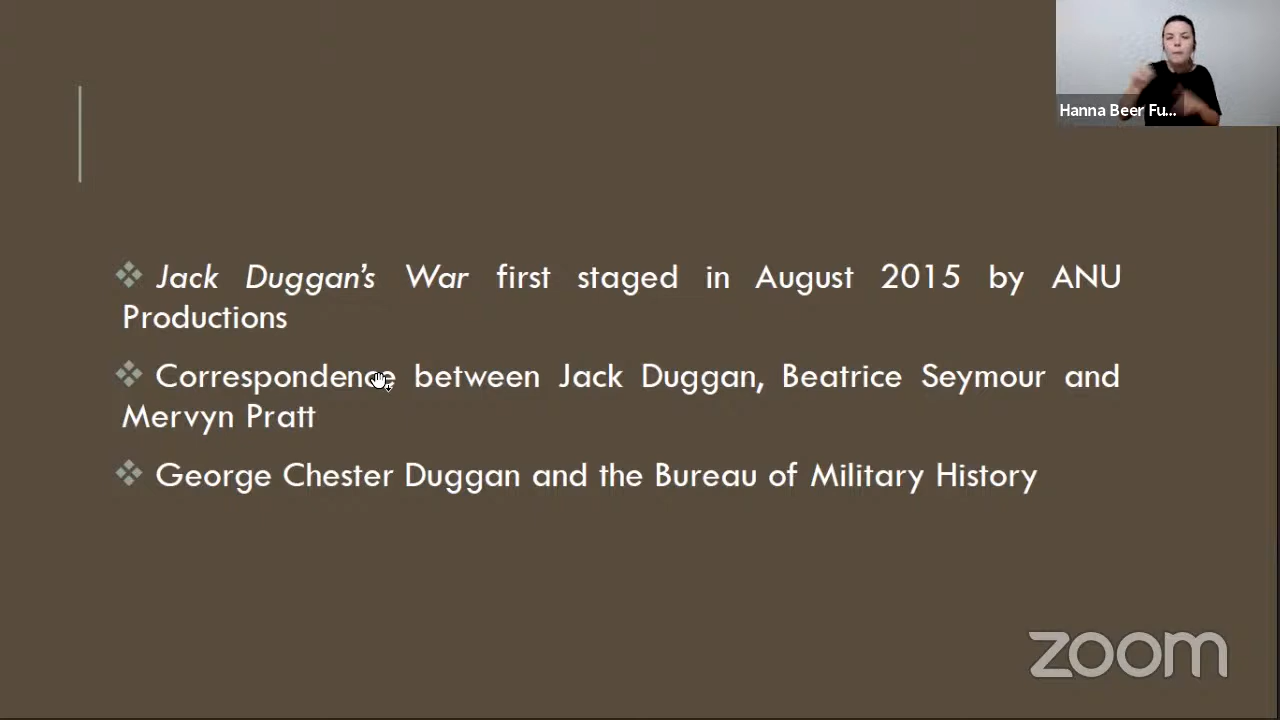 Hanna Beer Fu...
Jack Duggan’s War first staged in August 2015 by ANU
Productions
Correspondence between Jack Duggan, Beatrice Seymour and
Mervyn Pratt
George Chester Duggan and the Bureau of Military History
zoom